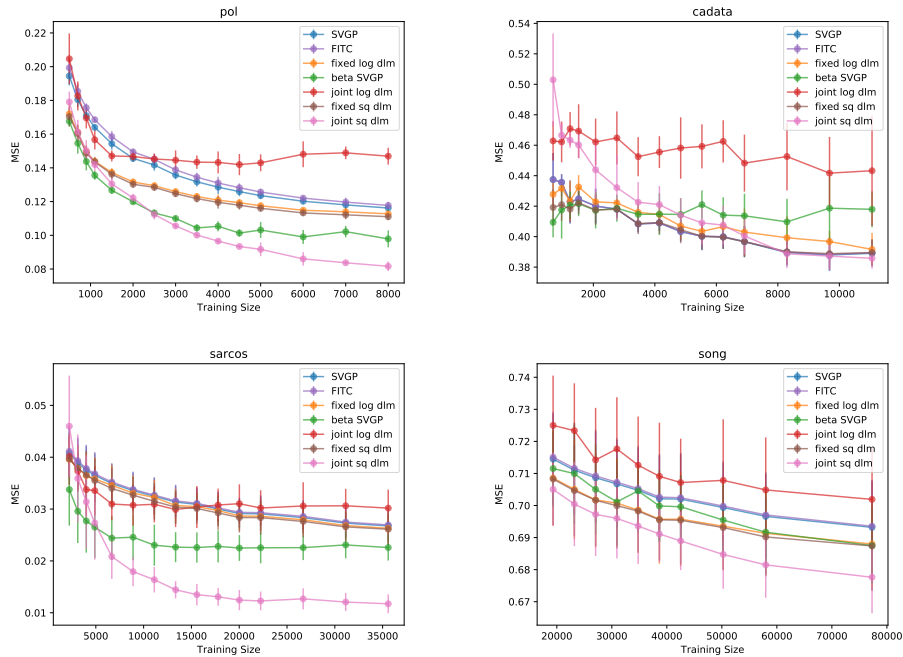 pol
0.22
0.20
0.18
0.16
0.14
0.12
0.10
0.08
MSE
1000 2000 3000 4000 5000 6000 7000 8000
Training Size
SVGP
FITC
fixed log dlm
beta SVGP
joint log dlm
fixed sq dlm
joint sq dlm
cadata
0.54
0.52
0.50
0.48
0.46
0.44
0.42
0.40
0.38
MSE
2000 4000 6000 8000 10000
Training Size
SVGP
FITC
fixed log dlm
beta SVGP
joint log dlm
fixed sq dlm
joint sq dlm
sarcos
0.05
0.04
0.03
0.02
0.01
MSE
5000 10000 15000 20000 25000 30000 35000
Training Size
SVGP
FITC
fixed log dlm
beta SVGP
joint log dlm
fixed sq dlm
joint sq dlm
song
0.74
0.73
0.72
0.71
0.70
0.69
0.68
0.67
MSE
20000 30000 40000 50000 60000 70000 80000
Training Size
SVGP
FITC
fixed log dlm
beta SVGP
joint log dlm
fixed sq dlm
joint sq dlm